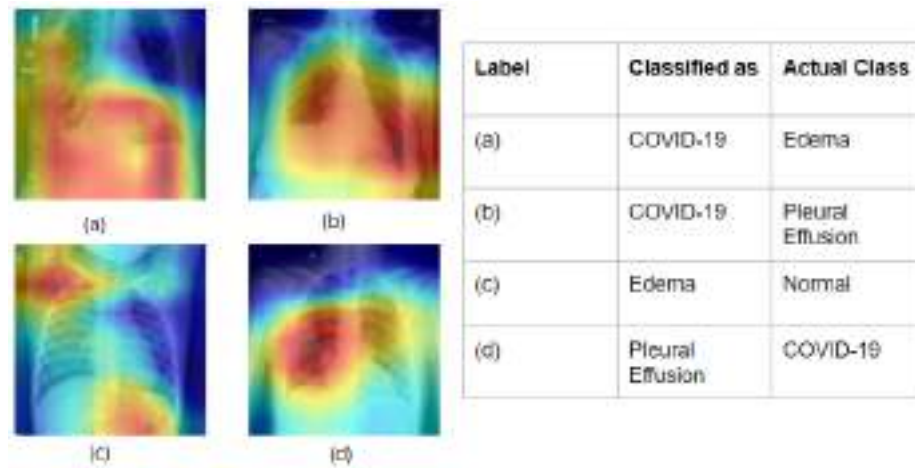 (a)
(b)
(c)
(d)
Label Classified as Actual Class
(a) COVID-19 Edema
(b) COVID-19 Pleural
Effusion
(c) Edema Normal
(d) Pleural COVID-19
Effusion